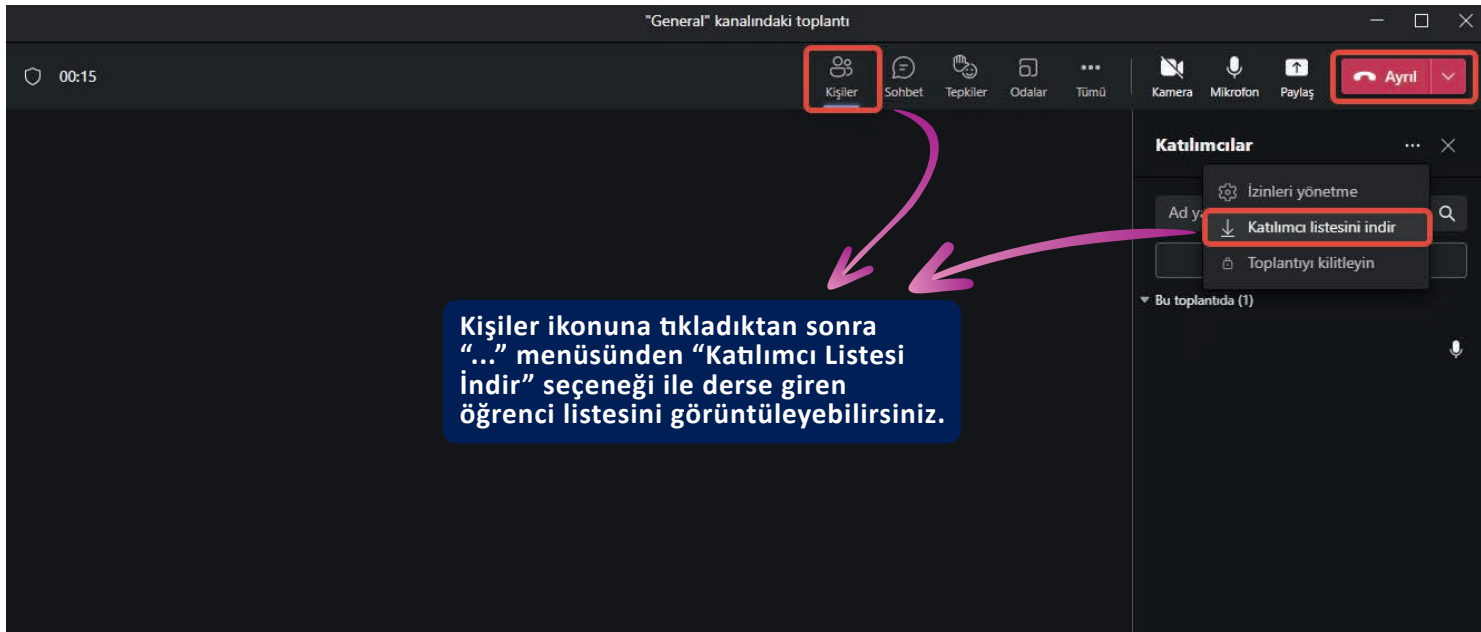 "General" kanalındaki toplantı
00:15
Kişiler
Sohbet
Tepkiler
Odalar
Tümü
Kamera
Mikrofon
Paylaş
Ayrıl
Katılımcılar
İzinleri yönetme
Ad
Katılımcı listesini indir
Toplantıyı kilitleyin
Bu toplantıda (1)
Kişiler ikonuna tıkladıktan sonra
“...” menüsünden “Katılımcı Listesi
İndir” seçeneği ile derse giren
öğrenci listesini görüntüleyebilirsiniz.